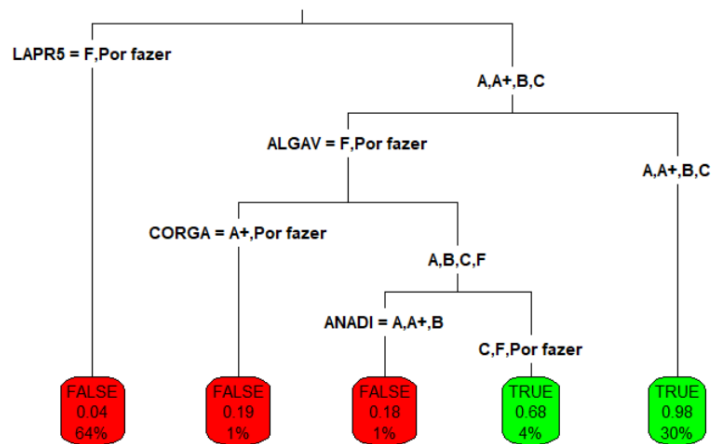 LAPR5 = F,Por fazer
A,A+,B,C
ALGAV = F,Por fazer
A,A+,B,C
CORGA = A+,Por fazer
A,B,C,F
ANADI = A,A+,B
C,F,Por fazer
FALSE
0.04
64%
FALSE
0.19
1%
FALSE
0.18
1%
TRUE
0.68
4%
TRUE
0.98
30%